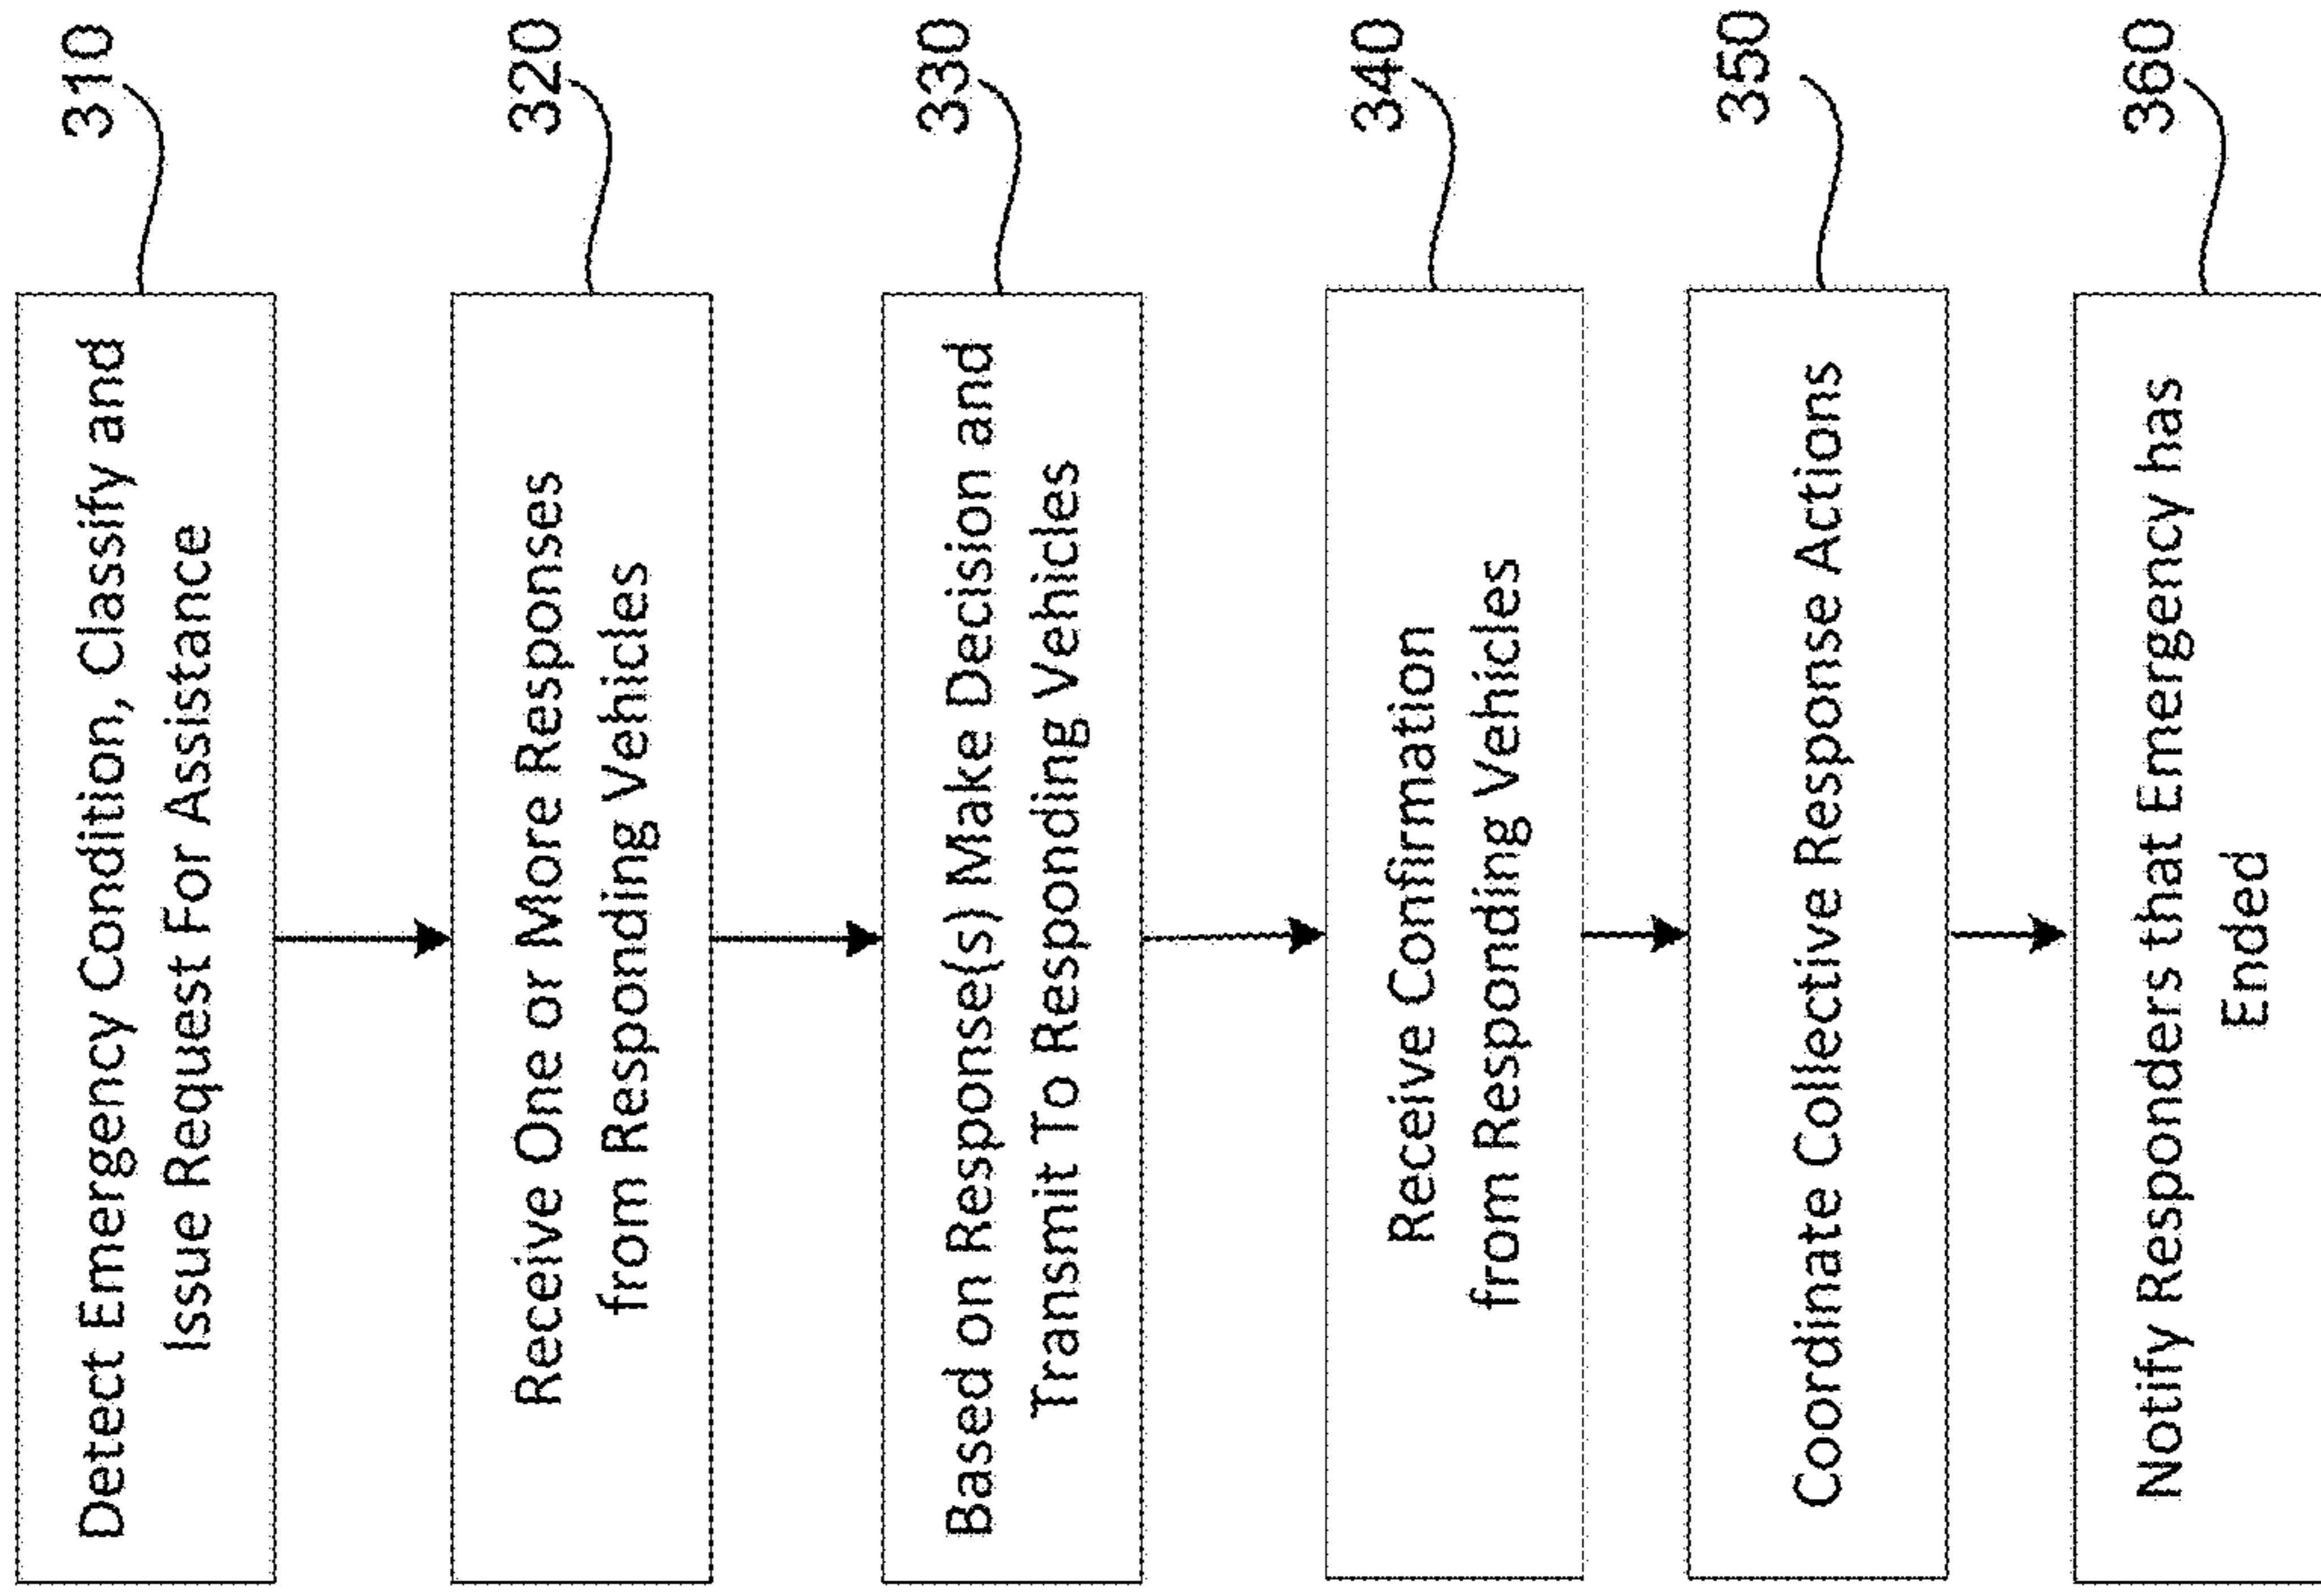 Detect Emergency Condition, Classify and
Issue Request For Assistance
310
Receive One or More Responses
from Responding Vehicles
320
Based on Response(s) Make Decision and
Transmit To Responding Vehicles
330
Receive Confirmation
from Responding Vehicles
340
Coordinate Collective Response Actions
350
Notify Responders that Emergency has
Ended
360